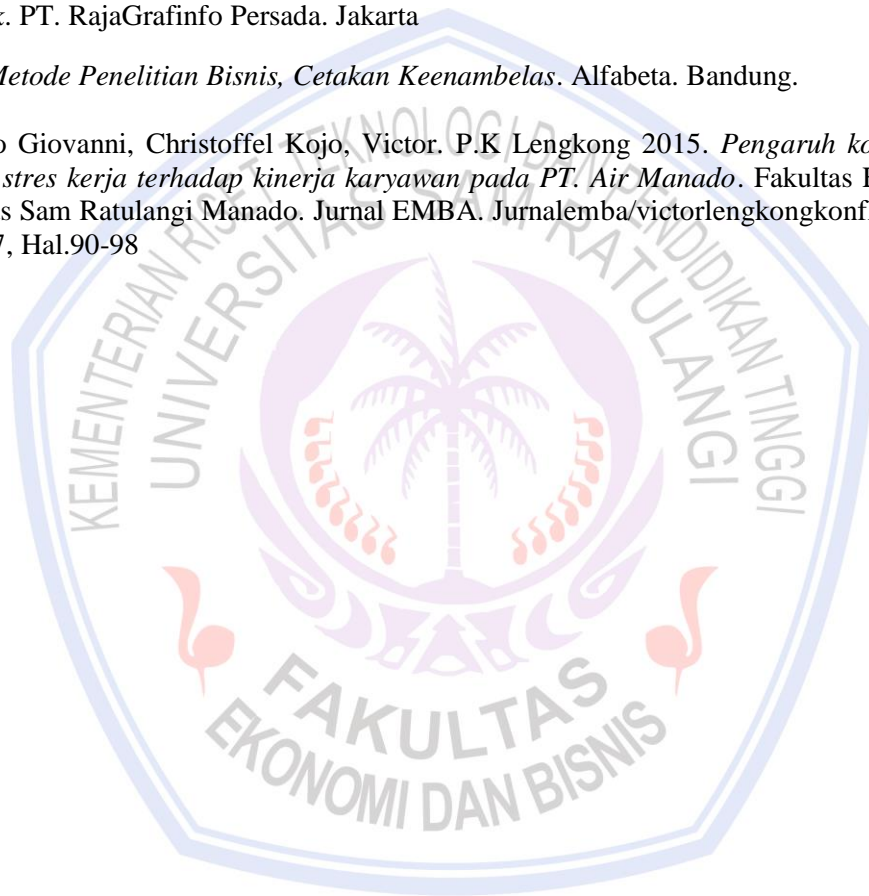 k. PT. RajaGrafinfo Persada. Jakarta
Metode Penelitian Bisnis, Cetakan Keenambelas. Alfabeta. Bandung.
o Giovanni, Christoffel Kojo, Victor. P.K Lengkong 2015. Pengaruh ko
stres kerja terhadap kinerja karyawan pada PT. Air Manado. Fakultas E
s Sam Ratulangi Manado. Jurnal EMBA. Jurnalemba/victorlengkongkonf
7, Hal.90-98
KEMENTERIAN RISET TEKNOLOGI DAN PENDIDIKAN TINGGI
UNIVERSITAS SAM RATULANGI
FAKULTAS
EKONOMI DAN BISNIS